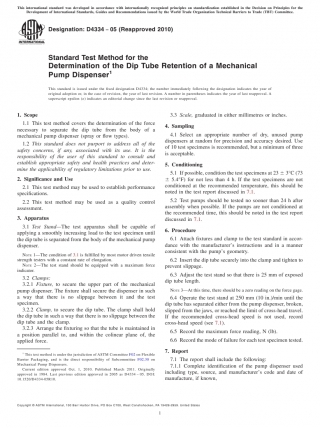 This international standard was developed in accordance with internationally recognized principles on standardization established in the Decision on Principles for the
Development of International Standards, Guides and Recommendations issued by the World Trade Organization Technical Barriers to Trade (TBT) Committee.
Designation: D4334 - 05 (Reapproved 2010)
Standard Test Method for the
Determination of the Dip Tube Retention of a Mechanical
Pump Dispenser1
This standard is issued under the fixed designation D4334; the number immediately following the designation indicates the year of
original adoption or, in the case of revision, the year of last revision. A number in parentheses indicates the year of last reapproval. A
superscript epsilon (ε) indicates an editorial change since the last revision or reapproval.
1. Scope
1.1 This test method covers the determination of the force
necessary to separate the dip tube from the body of a
mechanical pump dispenser (spray or flow types).
1.2 This standard does not purport to address all of the
safety concerns, if any, associated with its use. It is the
responsibility of the user of this standard to consult and
establish appropriate safety and health practices and deter-
mine the applicability of regulatory limitations prior to use.
2. Significance and Use
2.1 This test method may be used to establish performance
specifications.
2.2 This test method may be used as a quality control
assessment.
3. Apparatus
3.1 Test Stand—The test apparatus shall be capable of
applying a smoothly increasing load to the test specimen until
the dip tube is separated from the body of the mechanical pump
dispenser.
NOTE 1—The condition of 3.1 is fulfilled by most motor driven tensile
strength testers with a constant rate of elongation.
NOTE 2—The test stand should be equipped with a maximum force
indicator.
3.2 Clamps:
3.2.1 Fixture, to secure the upper part of the mechanical
pump dispenser. The fixture shall secure the dispenser in such
a way that there is no slippage between it and the test
specimen.
3.2.2 Clamp, to secure the dip tube. The clamp shall hold
the dip tube in such a way that there is no slippage between the
dip tube and the clamp.
3.2.3 Arrange the fixturing so that the tube is maintained in
a position parallel to, and within the colinear plane of, the
applied force.
1 This test method is under the jurisdiction of ASTM Committee F02 on Flexible
Barrier Packaging, and is the direct responsibility of Subcommittee
Mechanical Pump Dispensers.
Current edition approved Oct. 1, 2010. Published March 2011. Originally
approved in 1984. Last previous edition approved in 2005 as D4334 - 05. DOI:
3.3 Scale, graduated in either millimetres or inches.
4. Sampling
4.1 Select an appropriate number of dry, unused pump
dispensers at random for precision and accuracy desired. Use
of 10 test specimens is recommended, but a minimum of three
is acceptable.
5. Conditioning
5.1 If possible, condition the test specimens at 23 ± 3°C (73
± 5.4°F) for not less than 4 h. If the test specimens are not
conditioned at the recommended temperature, this should be
noted in the test report discussed in 7.1.
5.2 Test pumps should be tested no sooner than 24 h after
assembly when possible. If the pumps are not conditioned at
the recommended time, this should be noted in the test report
discussed in 7.1.
6. Procedure
6.1 Attach fixtures and clamp to the test standard in accor-
dance with the manufacturer's instructions and in a manner
consistent with the pump's geometry.
6.2 Insert the dip tube securely into the clamp and tighten to
prevent slippage.
6.3 Adjust the test stand so that there is 25 mm of exposed
dip tube length.
NOTE 3—At this time, there should be a zero reading on the force gage.
6.4 Operate the test stand at 250 mm (10 in.)/min until the
dip tube has separated either from the pump dispenser, broken,
slipped from the jaws, or reached the limit of cross-head travel.
If the recommended cross-head speed is not used, record
cross-head speed (see 7.1).
6.5 Record the maximum force reading, N (lb).
6.6 Record the mode of failure for each test specimen tested.
7. Report
7.1 The report shall include the following:
7.1.1 Complete identification of the pump dispenser used
including type, source, and manufacturer's code and date of
manufacture, if known,
Copyright © ASTM International, 100 Barr Harbor Drive, PO Box C700, West Conshohocken, PA 19428-2959. United States
1